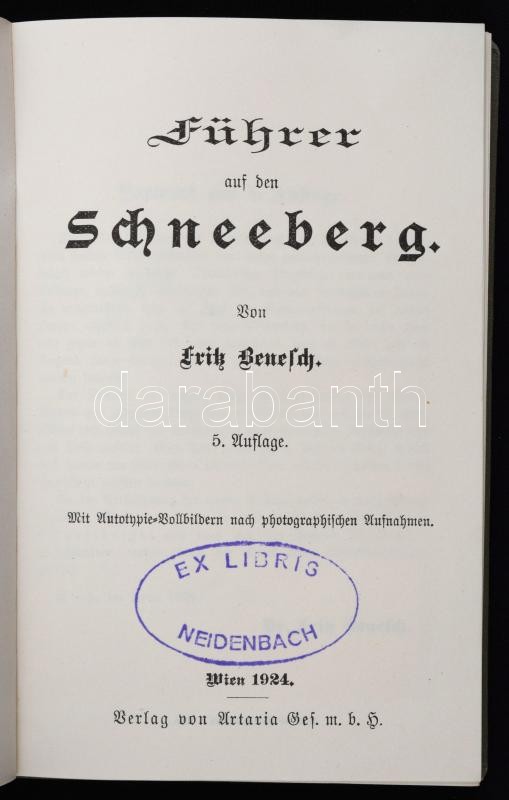 Führer
auf den
Schneeberg.
Von
Fritz Benesch.
darabanth
5. Auflage.
Mit Autotypie-Vollbildern nach photographischen Aufnahmen.
EX LIBRIS
NEIDENBACH
Wien 1924.
Verlag von Artaria Ges. m. b. H.